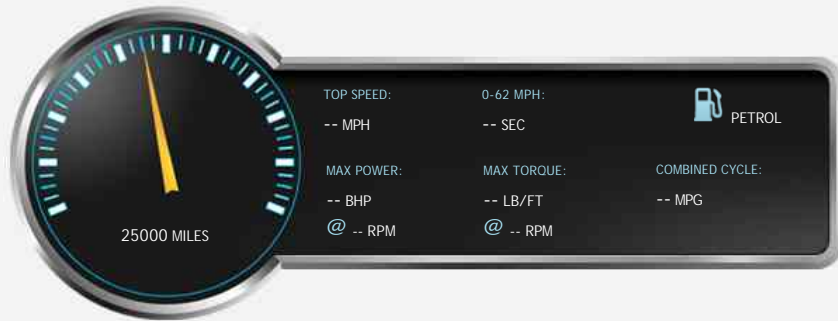 TOP SPEED:
-- MPH
0-62 MPH:
-- SEC
PETROL
MAX POWER:
-- BHP
@ -- RPM
MAX TORQUE:
-- LB/FT
@ -- RPM
COMBINED CYCLE:
-- MPG
25000 MILES